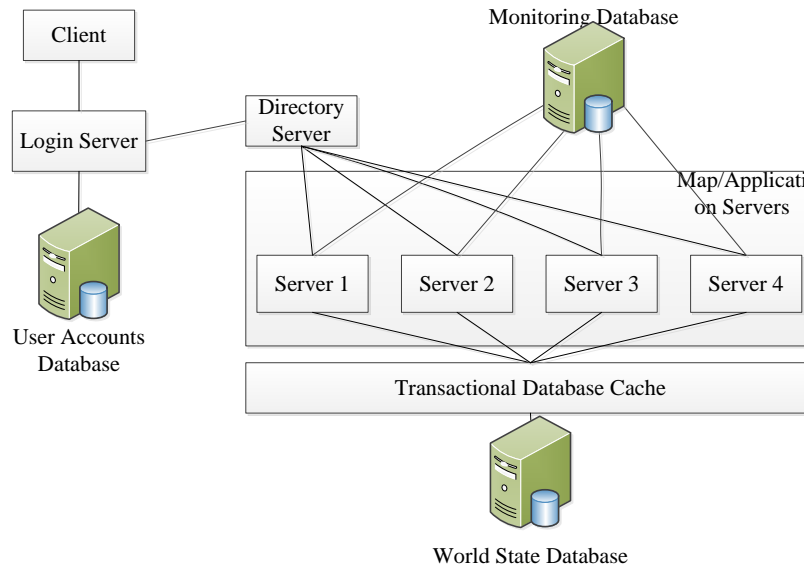 Monitoring Database
Client
Directory
Server
Login Server
Map/Applicati
on Servers
Server 1
Server 2
Server 3
Server 4
User Accounts
Database
Transactional Database Cache
World State Database